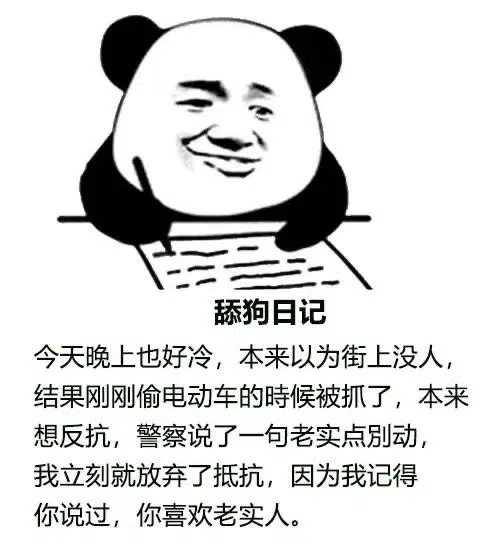 舔狗日记
今天晚上也好冷，本来以为街上没人，
结果刚刚偷电动车的時候被抓了，本来
想反抗，警察说了一句老实点別动，
我立刻就放弃了抵抗，因为我记得
你说过，你喜欢老实人。